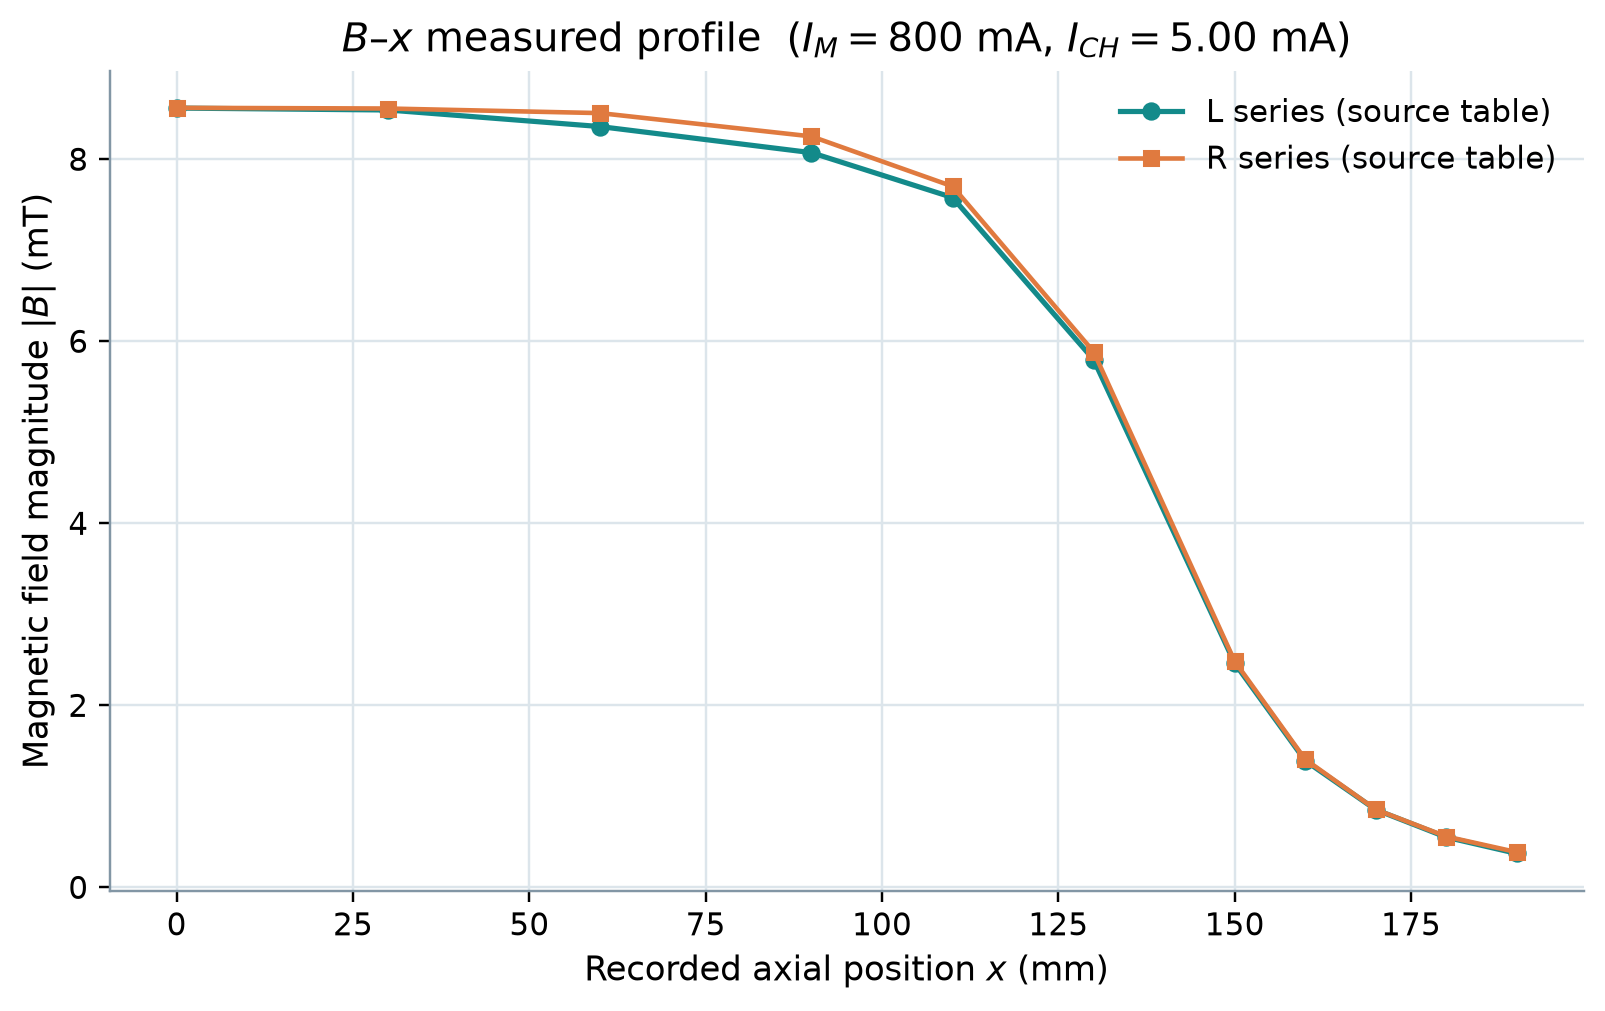 B–x measured profile (I_M = 800 mA, I_CH = 5.00 mA)
L series (source table)
R series (source table)
Magnetic field magnitude |B| (mT)
8
6
4
2
0
0 25 50 75 100 125 150 175
Recorded axial position x (mm)